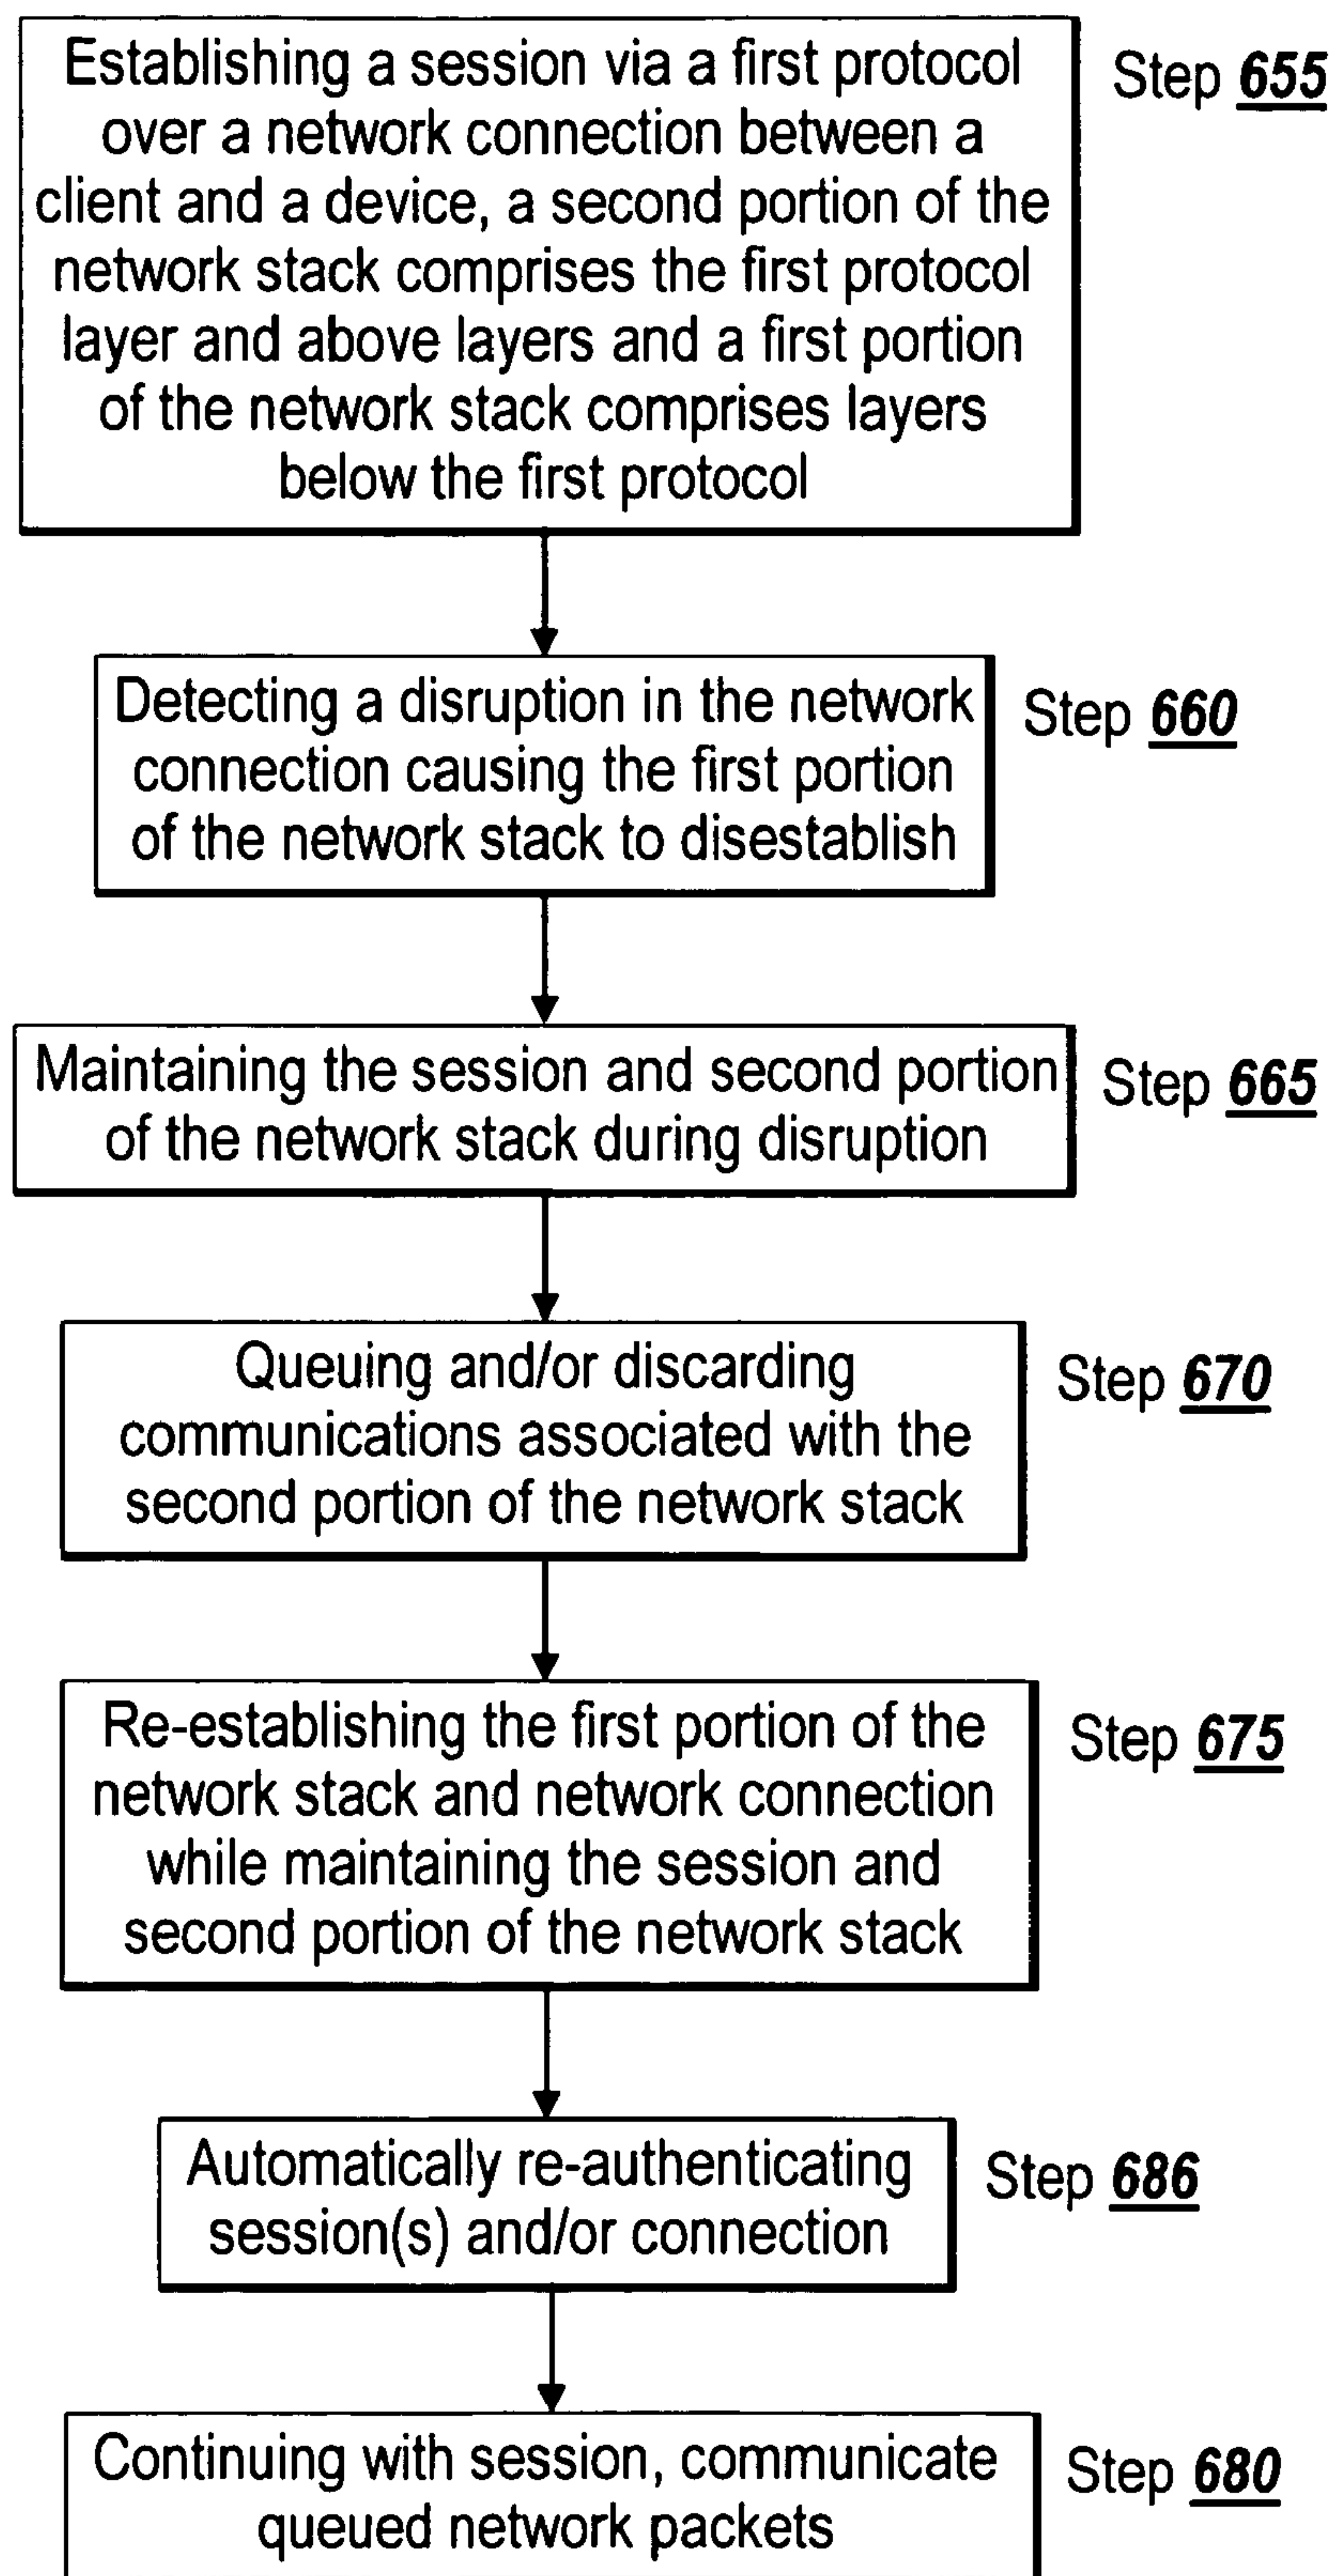 Establishing a session via a first protocol
over a network connection between a
client and a device, a second portion of the
network stack comprises the first protocol
layer and above layers and a first portion
of the network stack comprises layers
below the first protocol
Step 655
Detecting a disruption in the network
connection causing the first portion
of the network stack to disestablish
Step 660
Maintaining the session and second portion
of the network stack during disruption
Step 665
Queuing and/or discarding
communications associated with the
second portion of the network stack
Step 670
Re-establishing the first portion of the
network stack and network connection
while maintaining the session and
second portion of the network stack
Step 675
Automatically re-authenticating
session(s) and/or connection
Step 686
Continuing with session, communicate
queued network packets
Step 680